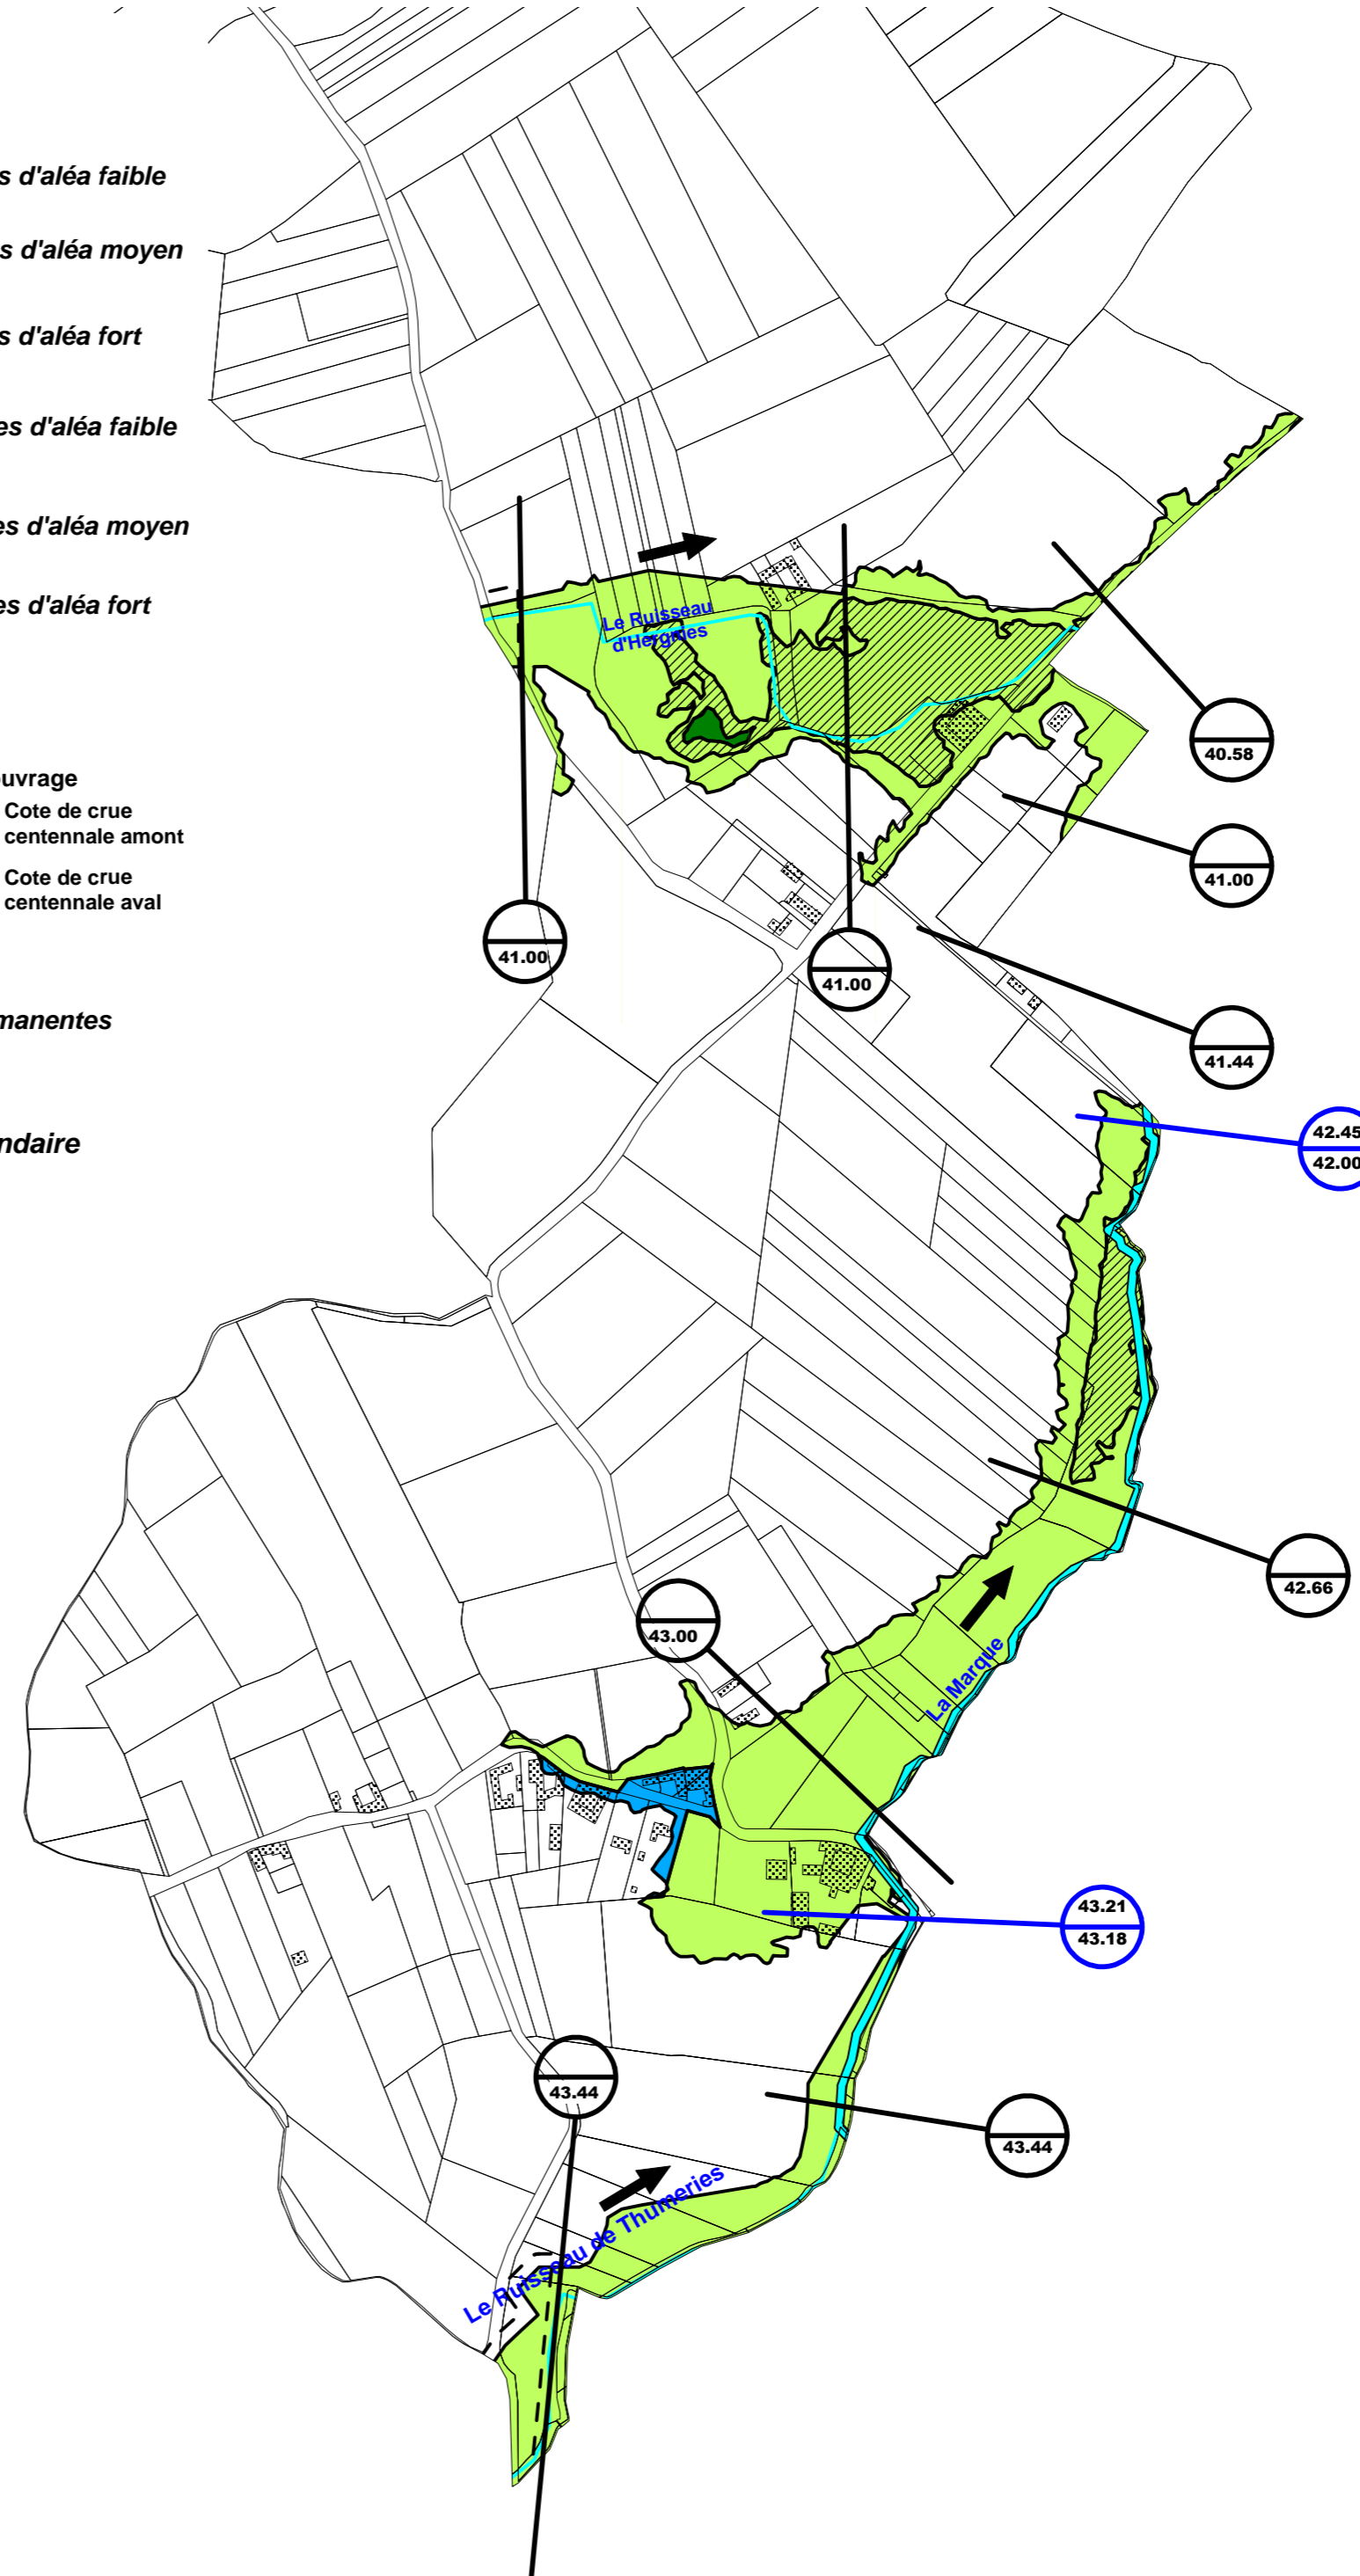 s d'aléa faible
s d'aléa moyen
s d'aléa fort
es d'aléa faible
es d'aléa moyen
es d'aléa fort
uvrage
Cote de crue
centennale amont
Cote de crue
centennale aval
manentes
ndaire
Le Ruisseau
d'Hergnies
40.58
41.00
41.00
41.00
41.44
42.45
42.00
42.66
43.00
La Marque
43.21
43.18
43.44
43.44
Le Ruisseau de Thumeries